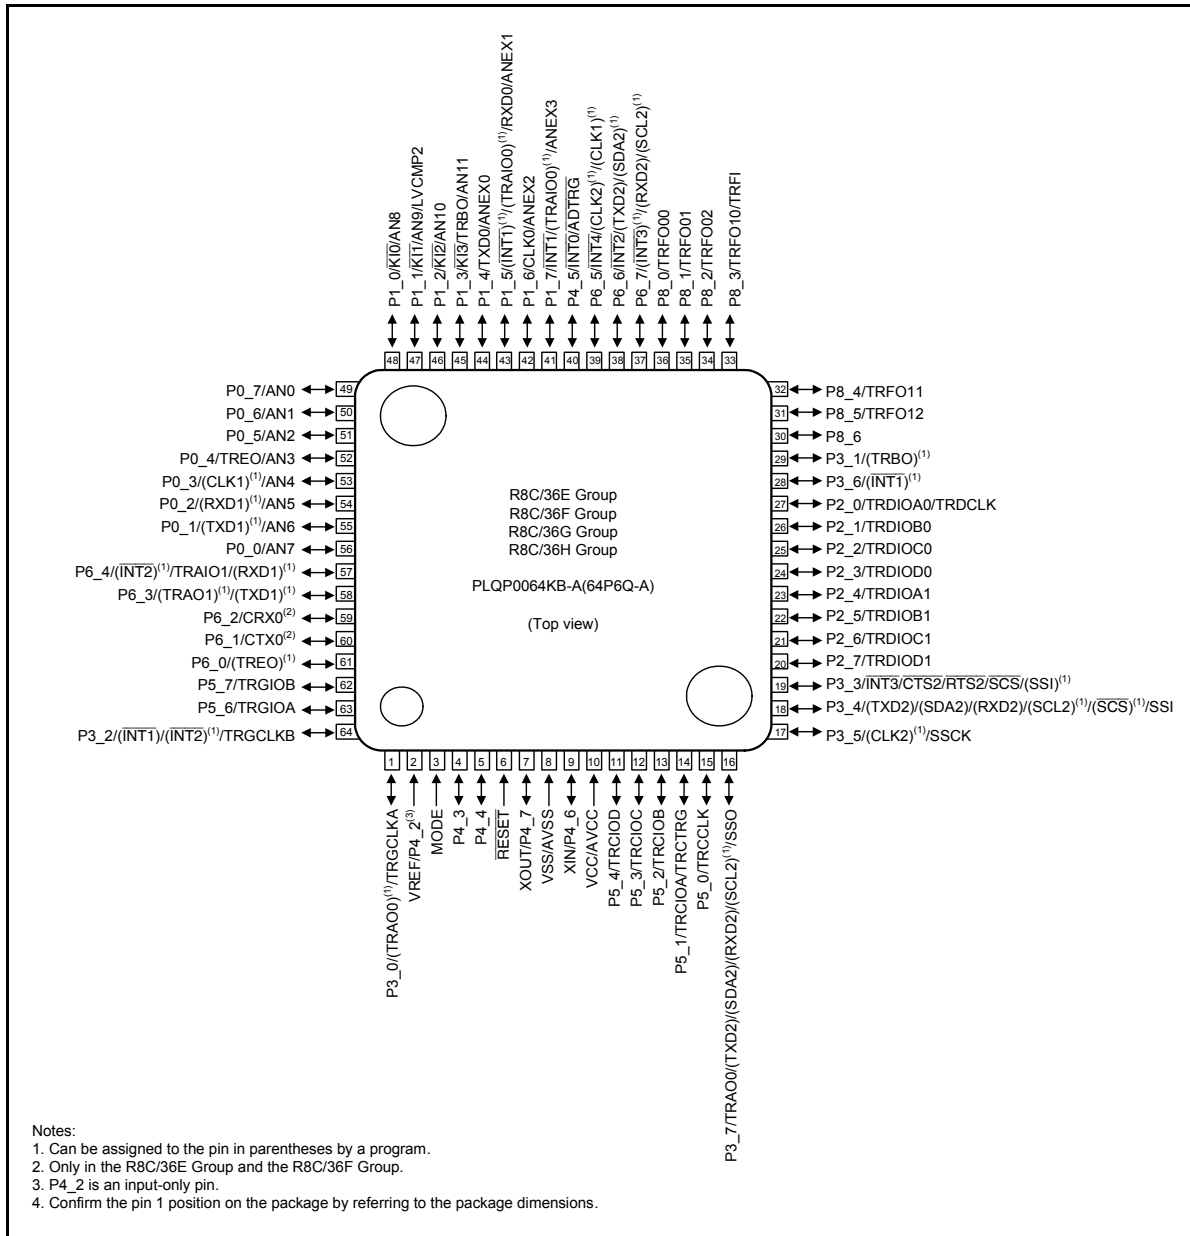 P1_0/KI0/AN8
P1_1/KI1/AN9/LVCMP2
P1_2/KI2/AN10
P1_3/KI3/TRBO/AN11
P1_4/TXD0/ANEX0
P1_5/(INT1)(1)/(TRAIO0)(1)/RXD0/ANEX1
P1_6/CLK0/ANEX2
P1_7/INT1/(TRAIO0)(1)/ANEX3
P4_5/INT0/ADTRG
P6_5/INT4/(CLK2)(1)/(CLK1)(1)
P6_6/INT2/(TXD2)/(SDA2)(1)
P6_7/(INT3)(1)/(RXD2)/(SCL2)(1)
P8_0/TRFO00
P8_1/TRFO01
P8_2/TRFO02
P8_3/TRFO10/TRFI
48 47 46 45 44 43 42 41 40 39 38 37 36 35 34 33
P0_7/AN0 49
P0_6/AN1 50
P0_5/AN2 51
P0_4/TREO/AN3 52
P0_3/(CLK1)(1)/AN4 53
P0_2/(RXD1)(1)/AN5 54
P0_1/(TXD1)(1)/AN6 55
P0_0/AN7 56
P6_4/(INT2)(1)/TRAIO1/(RXD1)(1) 57
P6_3/(TRAO1)(1)/(TXD1)(1) 58
P6_2/CRX0(2) 59
P6_1/CTX0(2) 60
P6_0/(TREO)(1) 61
P5_7/TRGIOB 62
P5_6/TRGIOA 63
P3_2/(INT1)/(INT2)(1)/TRGCLKB 64
R8C/36E Group
R8C/36F Group
R8C/36G Group
R8C/36H Group
PLQP0064KB-A(64P6Q-A)
(Top view)
32 P8_4/TRFO11
31 P8_5/TRFO12
30 P8_6
29 P3_1/(TRBO)(1)
28 P3_6/(INT1)(1)
27 P2_0/TRDIOA0/TRDCLK
26 P2_1/TRDIOB0
25 P2_2/TRDIOC0
24 P2_3/TRDIOD0
23 P2_4/TRDIOA1
22 P2_5/TRDIOB1
21 P2_6/TRDIOC1
20 P2_7/TRDIOD1
19 P3_3/INT3/CTS2/RTS2/SCS/(SSI)(1)
18 P3_4/(TXD2)/(SDA2)/(RXD2)/(SCL2)(1)/(SCS)(1)/SSI
17 P3_5/(CLK2)(1)/SSCK
1 2 3 4 5 6 7 8 9 10 11 12 13 14 15 16
P3_0/(TRAO0)(1)/TRGCLKA
VREF/P4_2(3)
MODE
P4_3
P4_4
RESET
XOUT/P4_7
VSS/AVSS
XIN/P4_6
VCC/AVCC
P5_4/TRCIOD
P5_3/TRCIOC
P5_2/TRCIOB
P5_1/TRCIOA/TRCTRG
P5_0/TRCCLK
P3_7/TRAO0/(TXD2)/(SDA2)/(RXD2)/(SCL2)(1)/SSO
Notes:
1. Can be assigned to the pin in parentheses by a program.
2. Only in the R8C/36E Group and the R8C/36F Group.
3. P4_2 is an input-only pin.
4. Confirm the pin 1 position on the package by referring to the package dimensions.